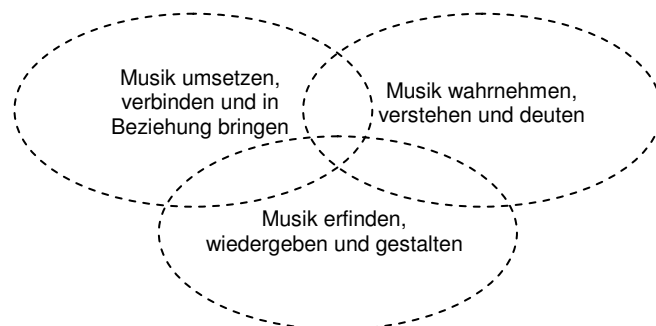 Musik umsetzen,
verbinden und in
Beziehung bringen
Musik wahrnehmen,
verstehen und deuten
Musik erfinden,
wiedergeben und gestalten